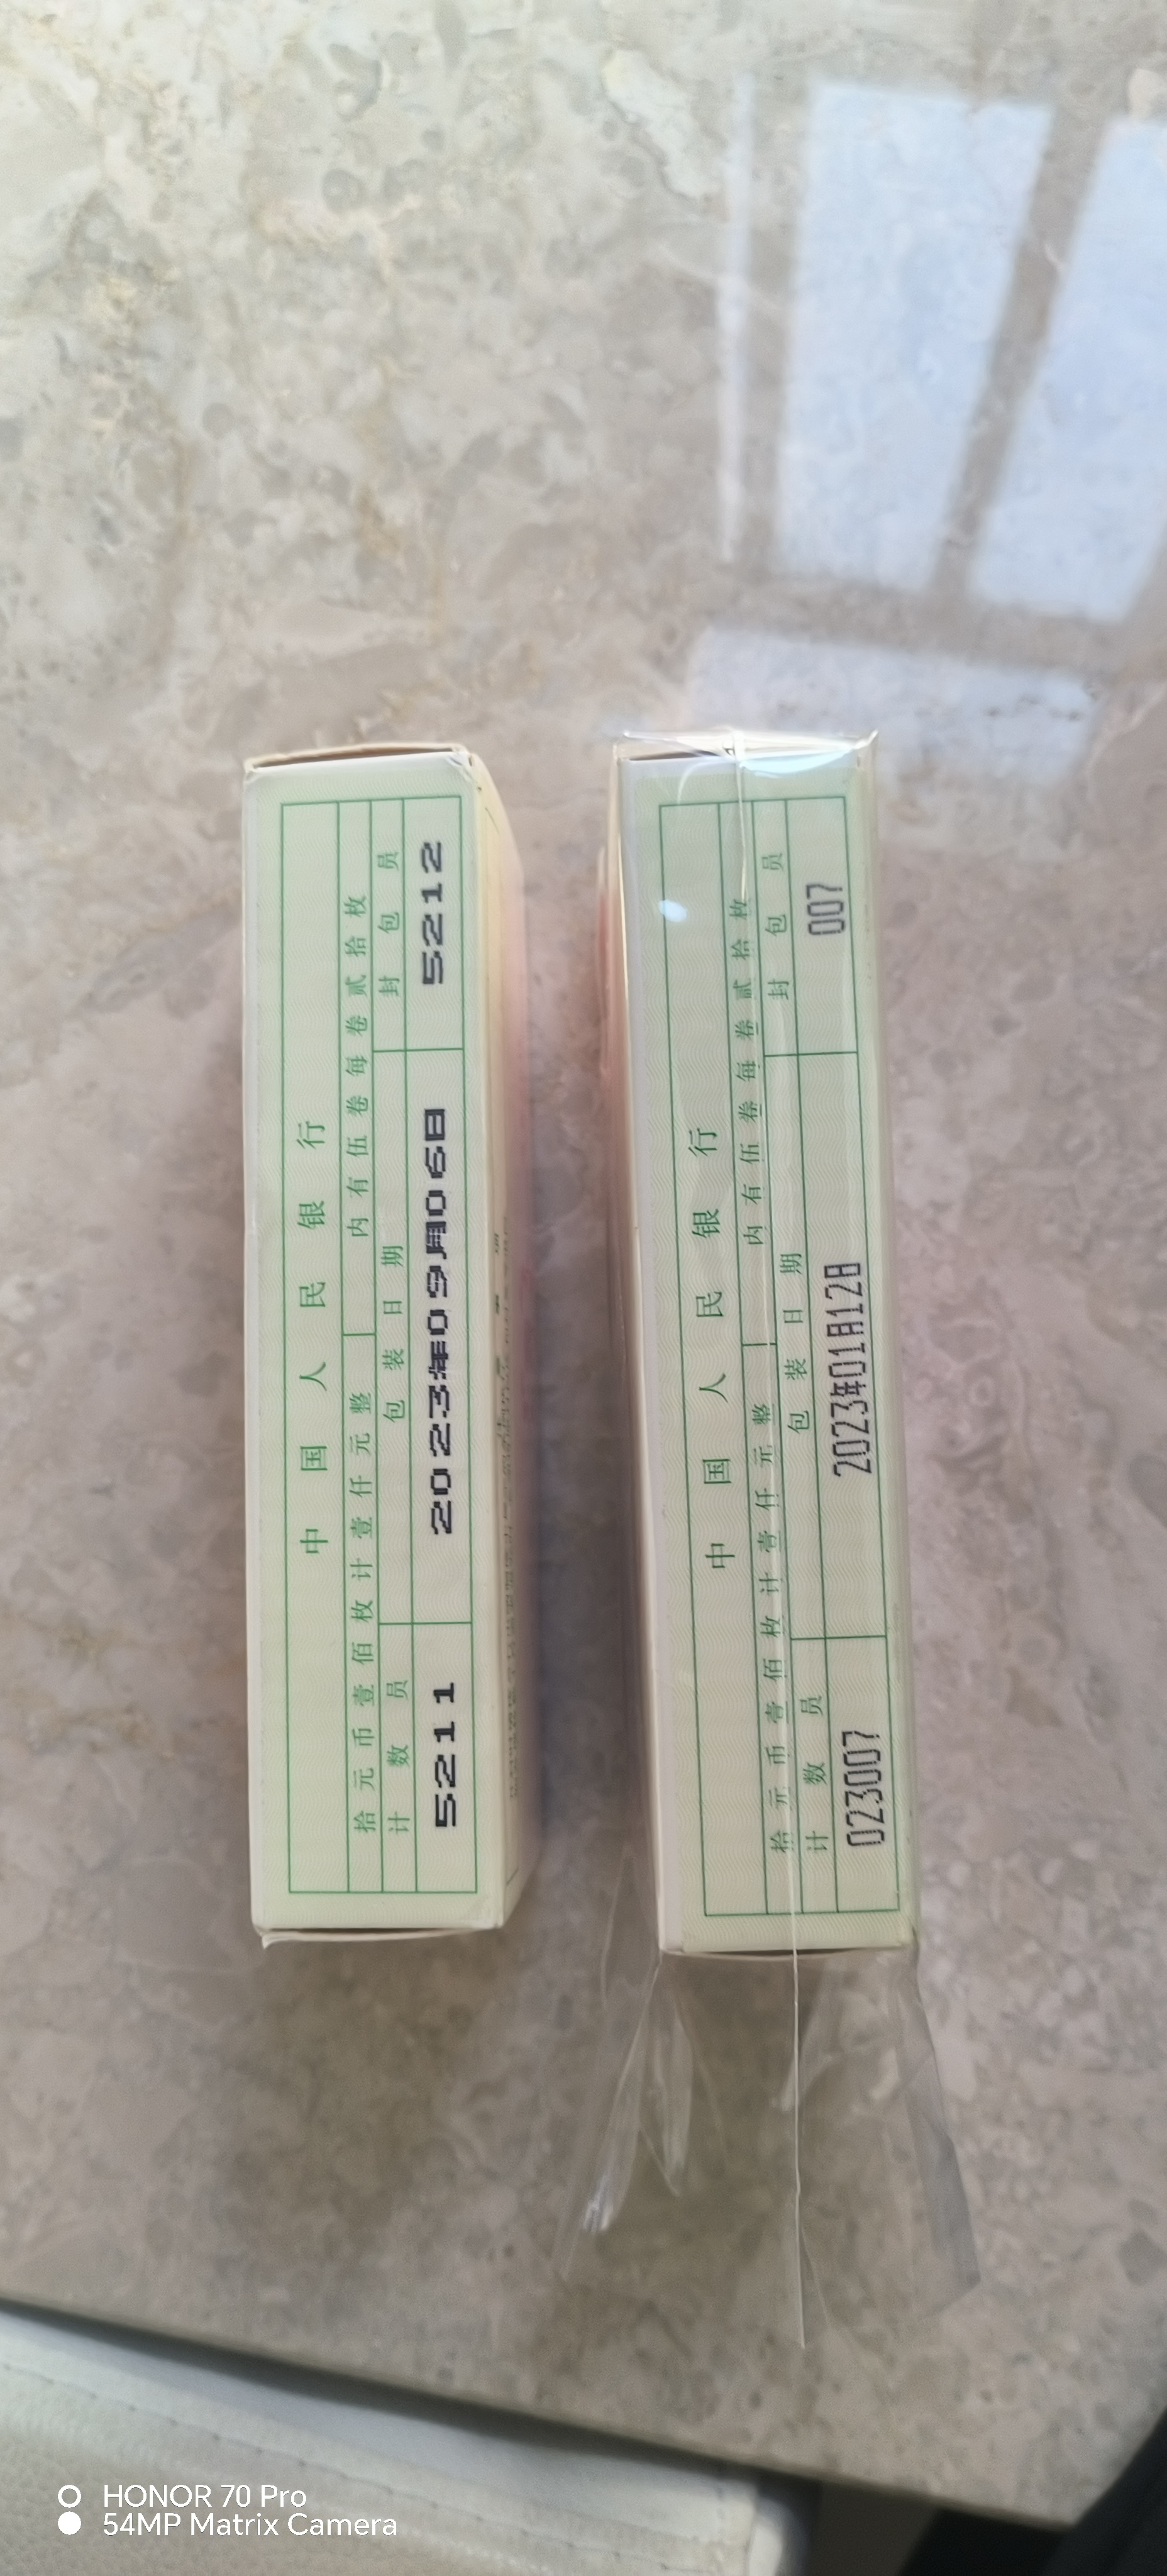 中国人民银行
拾元币壹佰枚计壹仟元整 内有伍卷每卷贰拾枚
计数员 包装日期 封包员
5211 2023年09月06日 5212
中国人民银行
拾元币壹佰枚计壹仟元整 内有伍卷每卷贰拾枚
计数员 包装日期 封包员
023007 2023年01月12日 007
HONOR 70 Pro
54MP Matrix Camera